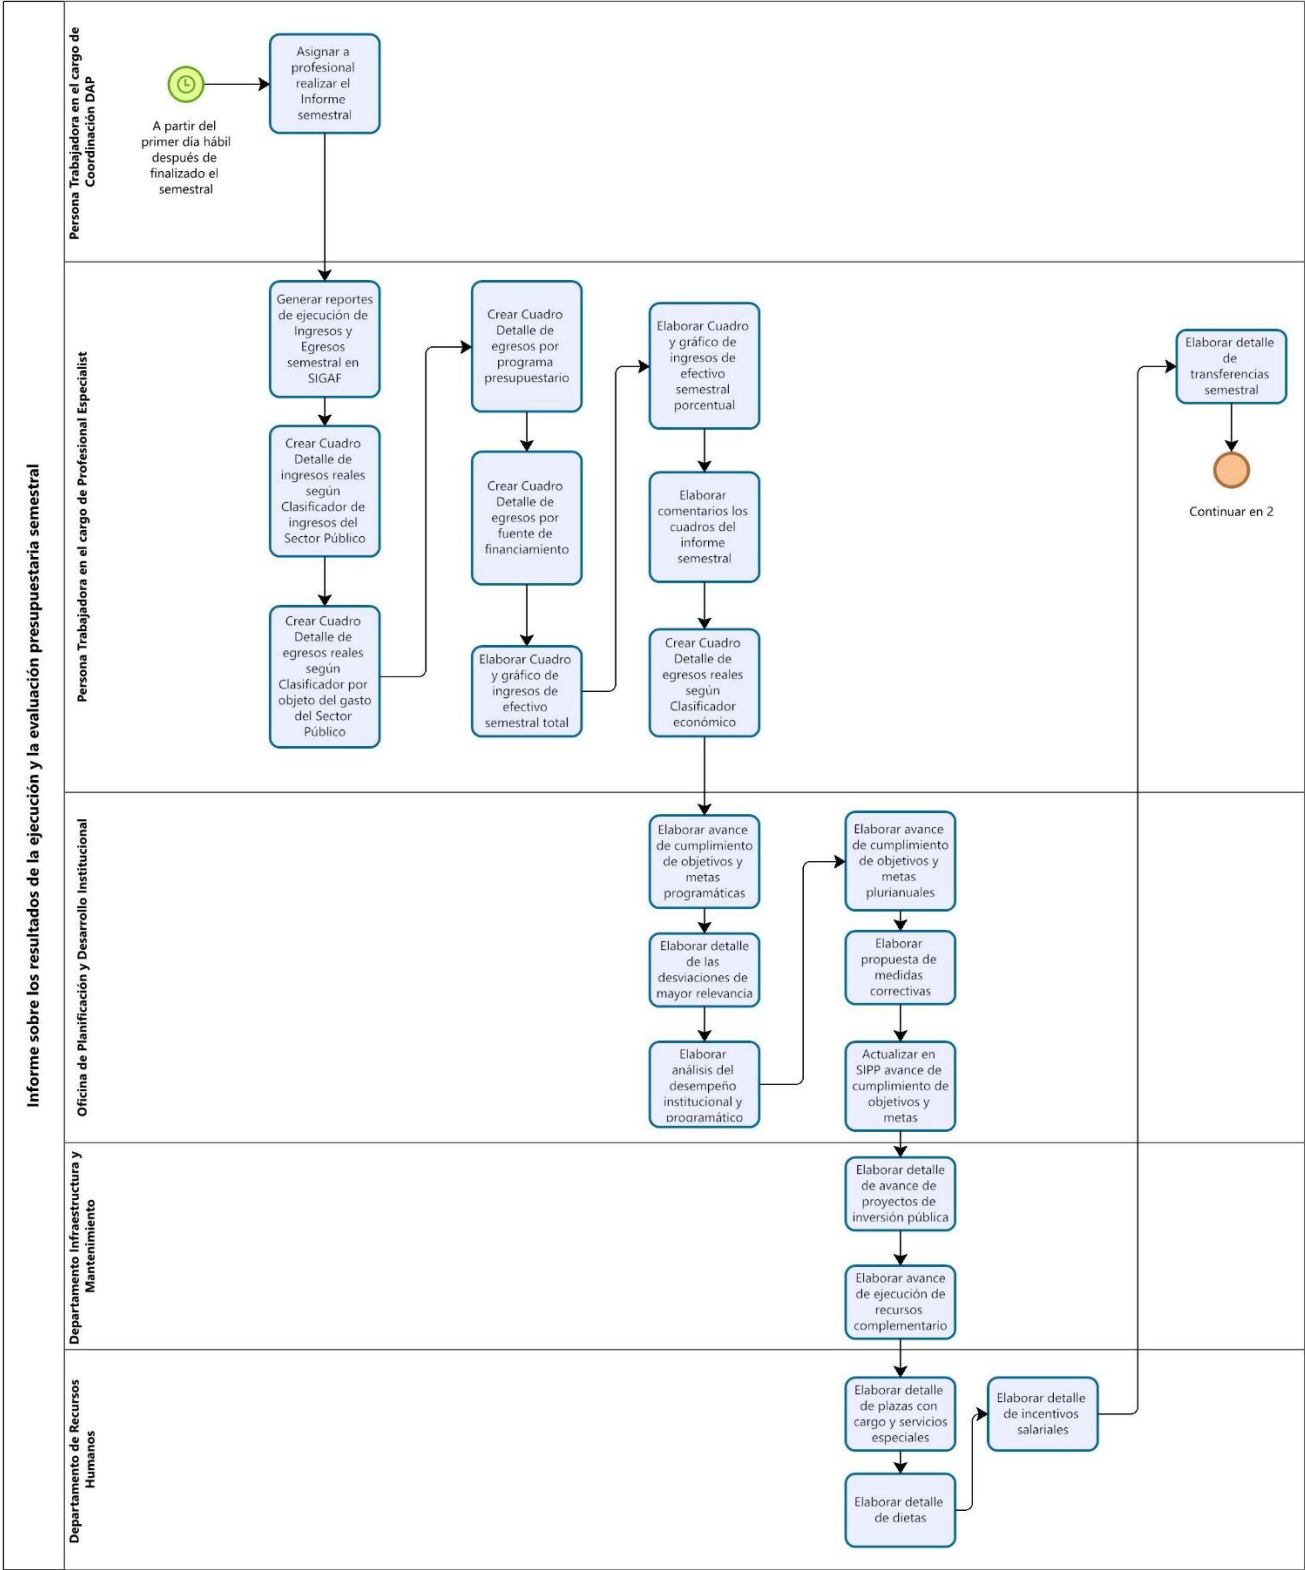 Informe sobre los resultados de la ejecución y la evaluación presupuestaria semestral
Persona Trabajadora en el cargo de
Coordinación DAP
A partir del
primer día hábil
después de
finalizado el
semestral
Asignar a
profesional
realizar el
Informe
semestral
Persona Trabajadora en el cargo de Profesional Especialist
Generar reportes
de ejecución de
Ingresos y
Egresos
semestral en
SIGAF
Crear Cuadro
Detalle de
ingresos reales
según
Clasificador de
ingresos del
Sector Público
Crear Cuadro
Detalle de
egresos reales
según
Clasificador por
objeto del gasto
del Sector
Público
Crear Cuadro
Detalle de
egresos por
programa
presupuestario
Crear Cuadro
Detalle de
egresos por
fuente de
financiamiento
Elaborar Cuadro
y gráfico de
ingresos de
efectivo
semestral total
Elaborar Cuadro
y gráfico de
ingresos de
efectivo
semestral
porcentual
Elaborar
comentarios los
cuadros del
informe
semestral
Crear Cuadro
Detalle de
egresos reales
según
Clasificador
económico
Elaborar detalle
de
transferencias
semestral
Continuar en 2
Oficina de Planificación y Desarrollo Institucional
Elaborar avance
de cumplimiento
de objetivos y
metas
programáticas
Elaborar detalle
de las
desviaciones de
mayor relevancia
Elaborar
análisis del
desempeño
institucional y
programático
Elaborar avance
de cumplimiento
de objetivos y
metas
plurianuales
Elaborar
propuesta de
medidas
correctivas
Actualizar en
SIPP avance de
cumplimiento de
objetivos y
metas
Departamento Infraestructura y
Mantenimiento
Elaborar detalle
de avance de
proyectos de
inversión pública
Elaborar avance
de ejecución de
recursos
complementario
Departamento de Recursos
Humanos
Elaborar detalle
de plazas con
cargo y servicios
especiales
Elaborar detalle
de dietas
Elaborar detalle
de incentivos
salariales